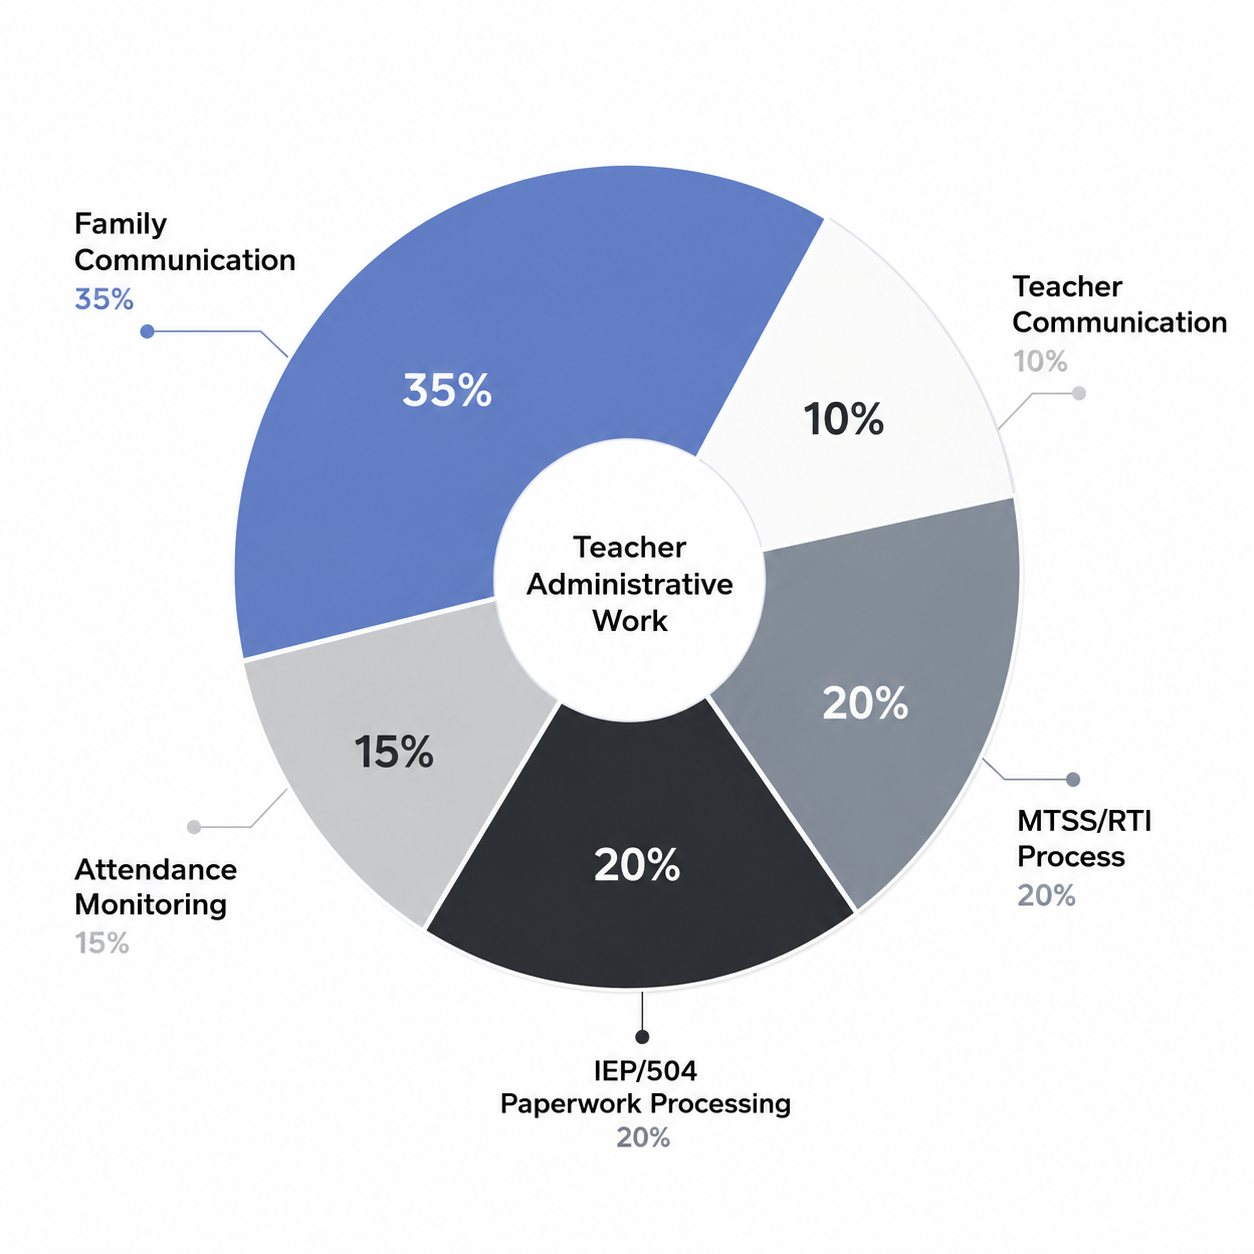 Family
Communication
35%
35%
Teacher
Communication
10%
10%
Teacher
Administrative
Work
20%
MTSS/RTI
Process
20%
15%
Attendance
Monitoring
15%
20%
IEP/504
Paperwork Processing
20%